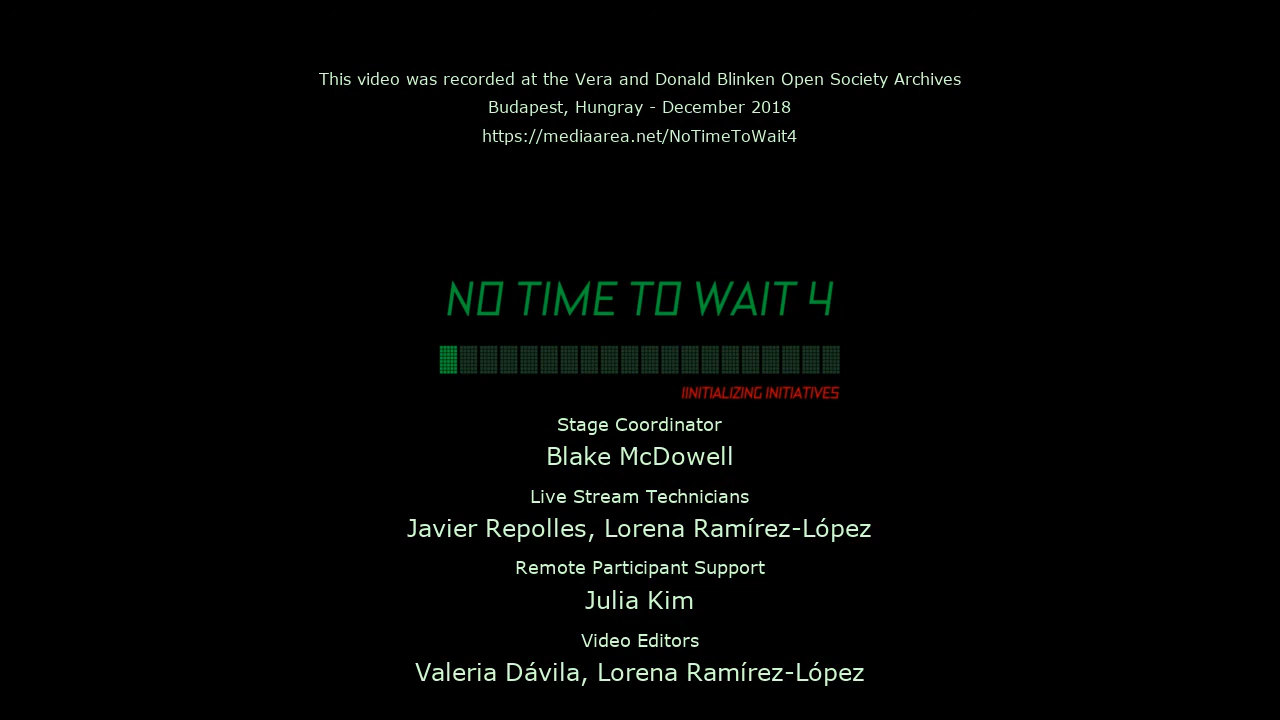 This video was recorded at the Vera and Donald Blinken Open Society Archives
Budapest, Hungray - December 2018
https://mediaarea.net/NoTimeToWait4
NO TIME TO WAIT 4
IINITIALIZING INITIATIVES
Stage Coordinator
Blake McDowell
Live Stream Technicians
Javier Repolles, Lorena Ramírez-López
Remote Participant Support
Julia Kim
Video Editors
Valeria Dávila, Lorena Ramírez-López